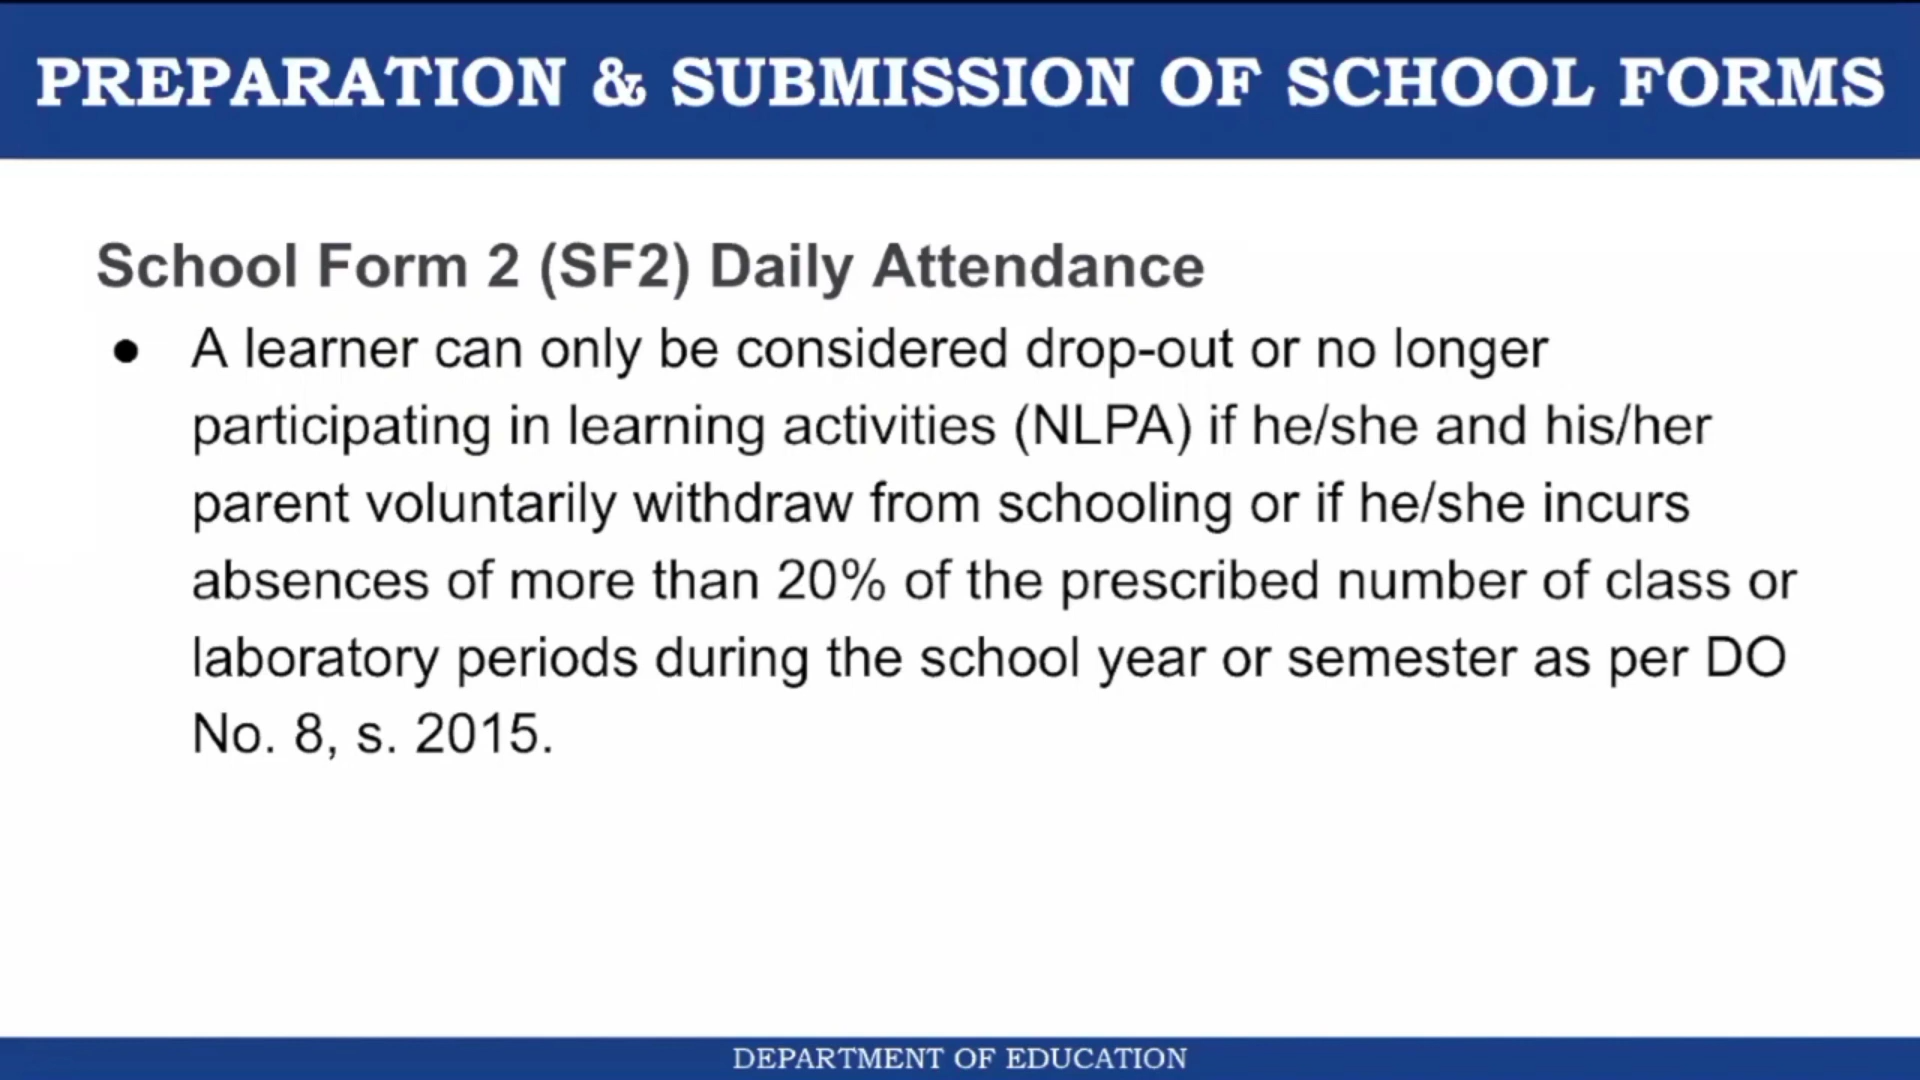 PREPARATION & SUBMISSION OF SCHOOL FORMS
School Form 2 (SF2) Daily Attendance
● A learner can only be considered drop-out or no longer
participating in learning activities (NLPA) if he/she and his/her
parent voluntarily withdraw from schooling or if he/she incurs
absences of more than 20% of the prescribed number of class or
laboratory periods during the school year or semester as per DO
No. 8, s. 2015.
DEPARTMENT OF EDUCATION